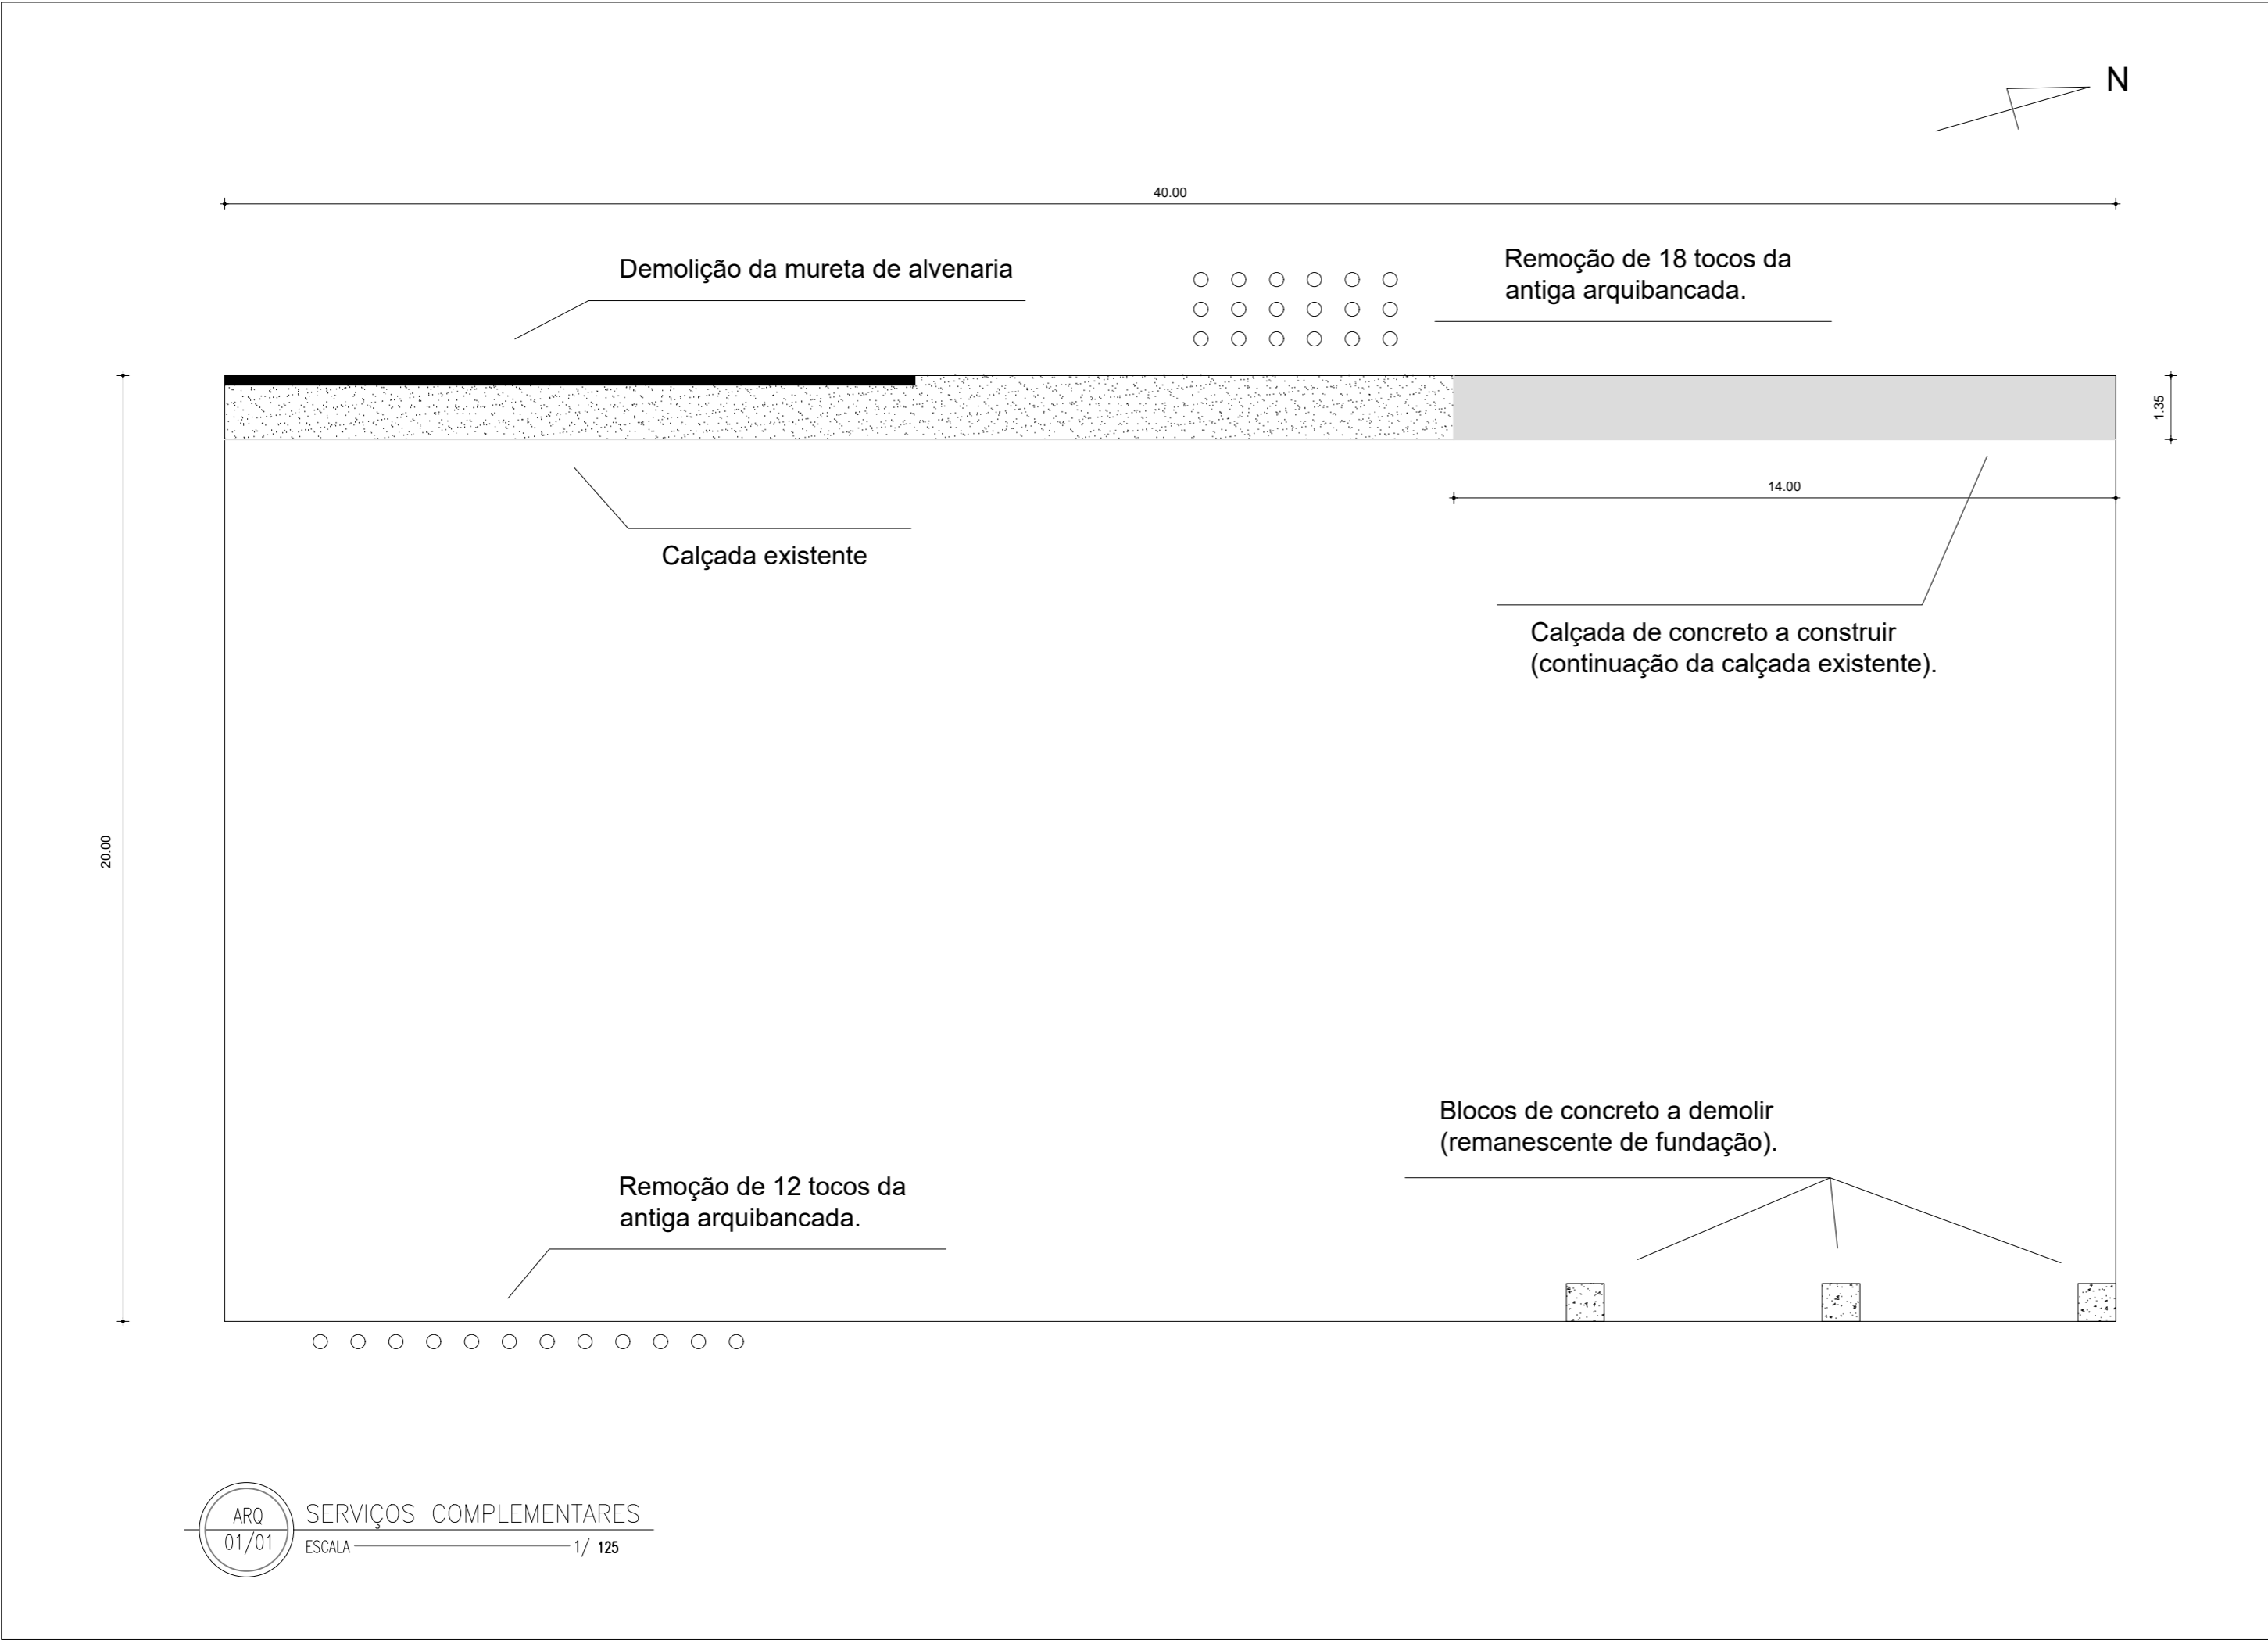 N
40.00
Demolição da mureta de alvenaria
Remoção de 18 tocos da
antiga arquibancada.
1.35
14.00
Calçada existente
Calçada de concreto a construir
(continuação da calçada existente).
20.00
Blocos de concreto a demolir
(remanescente de fundação).
Remoção de 12 tocos da
antiga arquibancada.
ARQ
01/01
SERVIÇOS COMPLEMENTARES
ESCALA 1/ 125